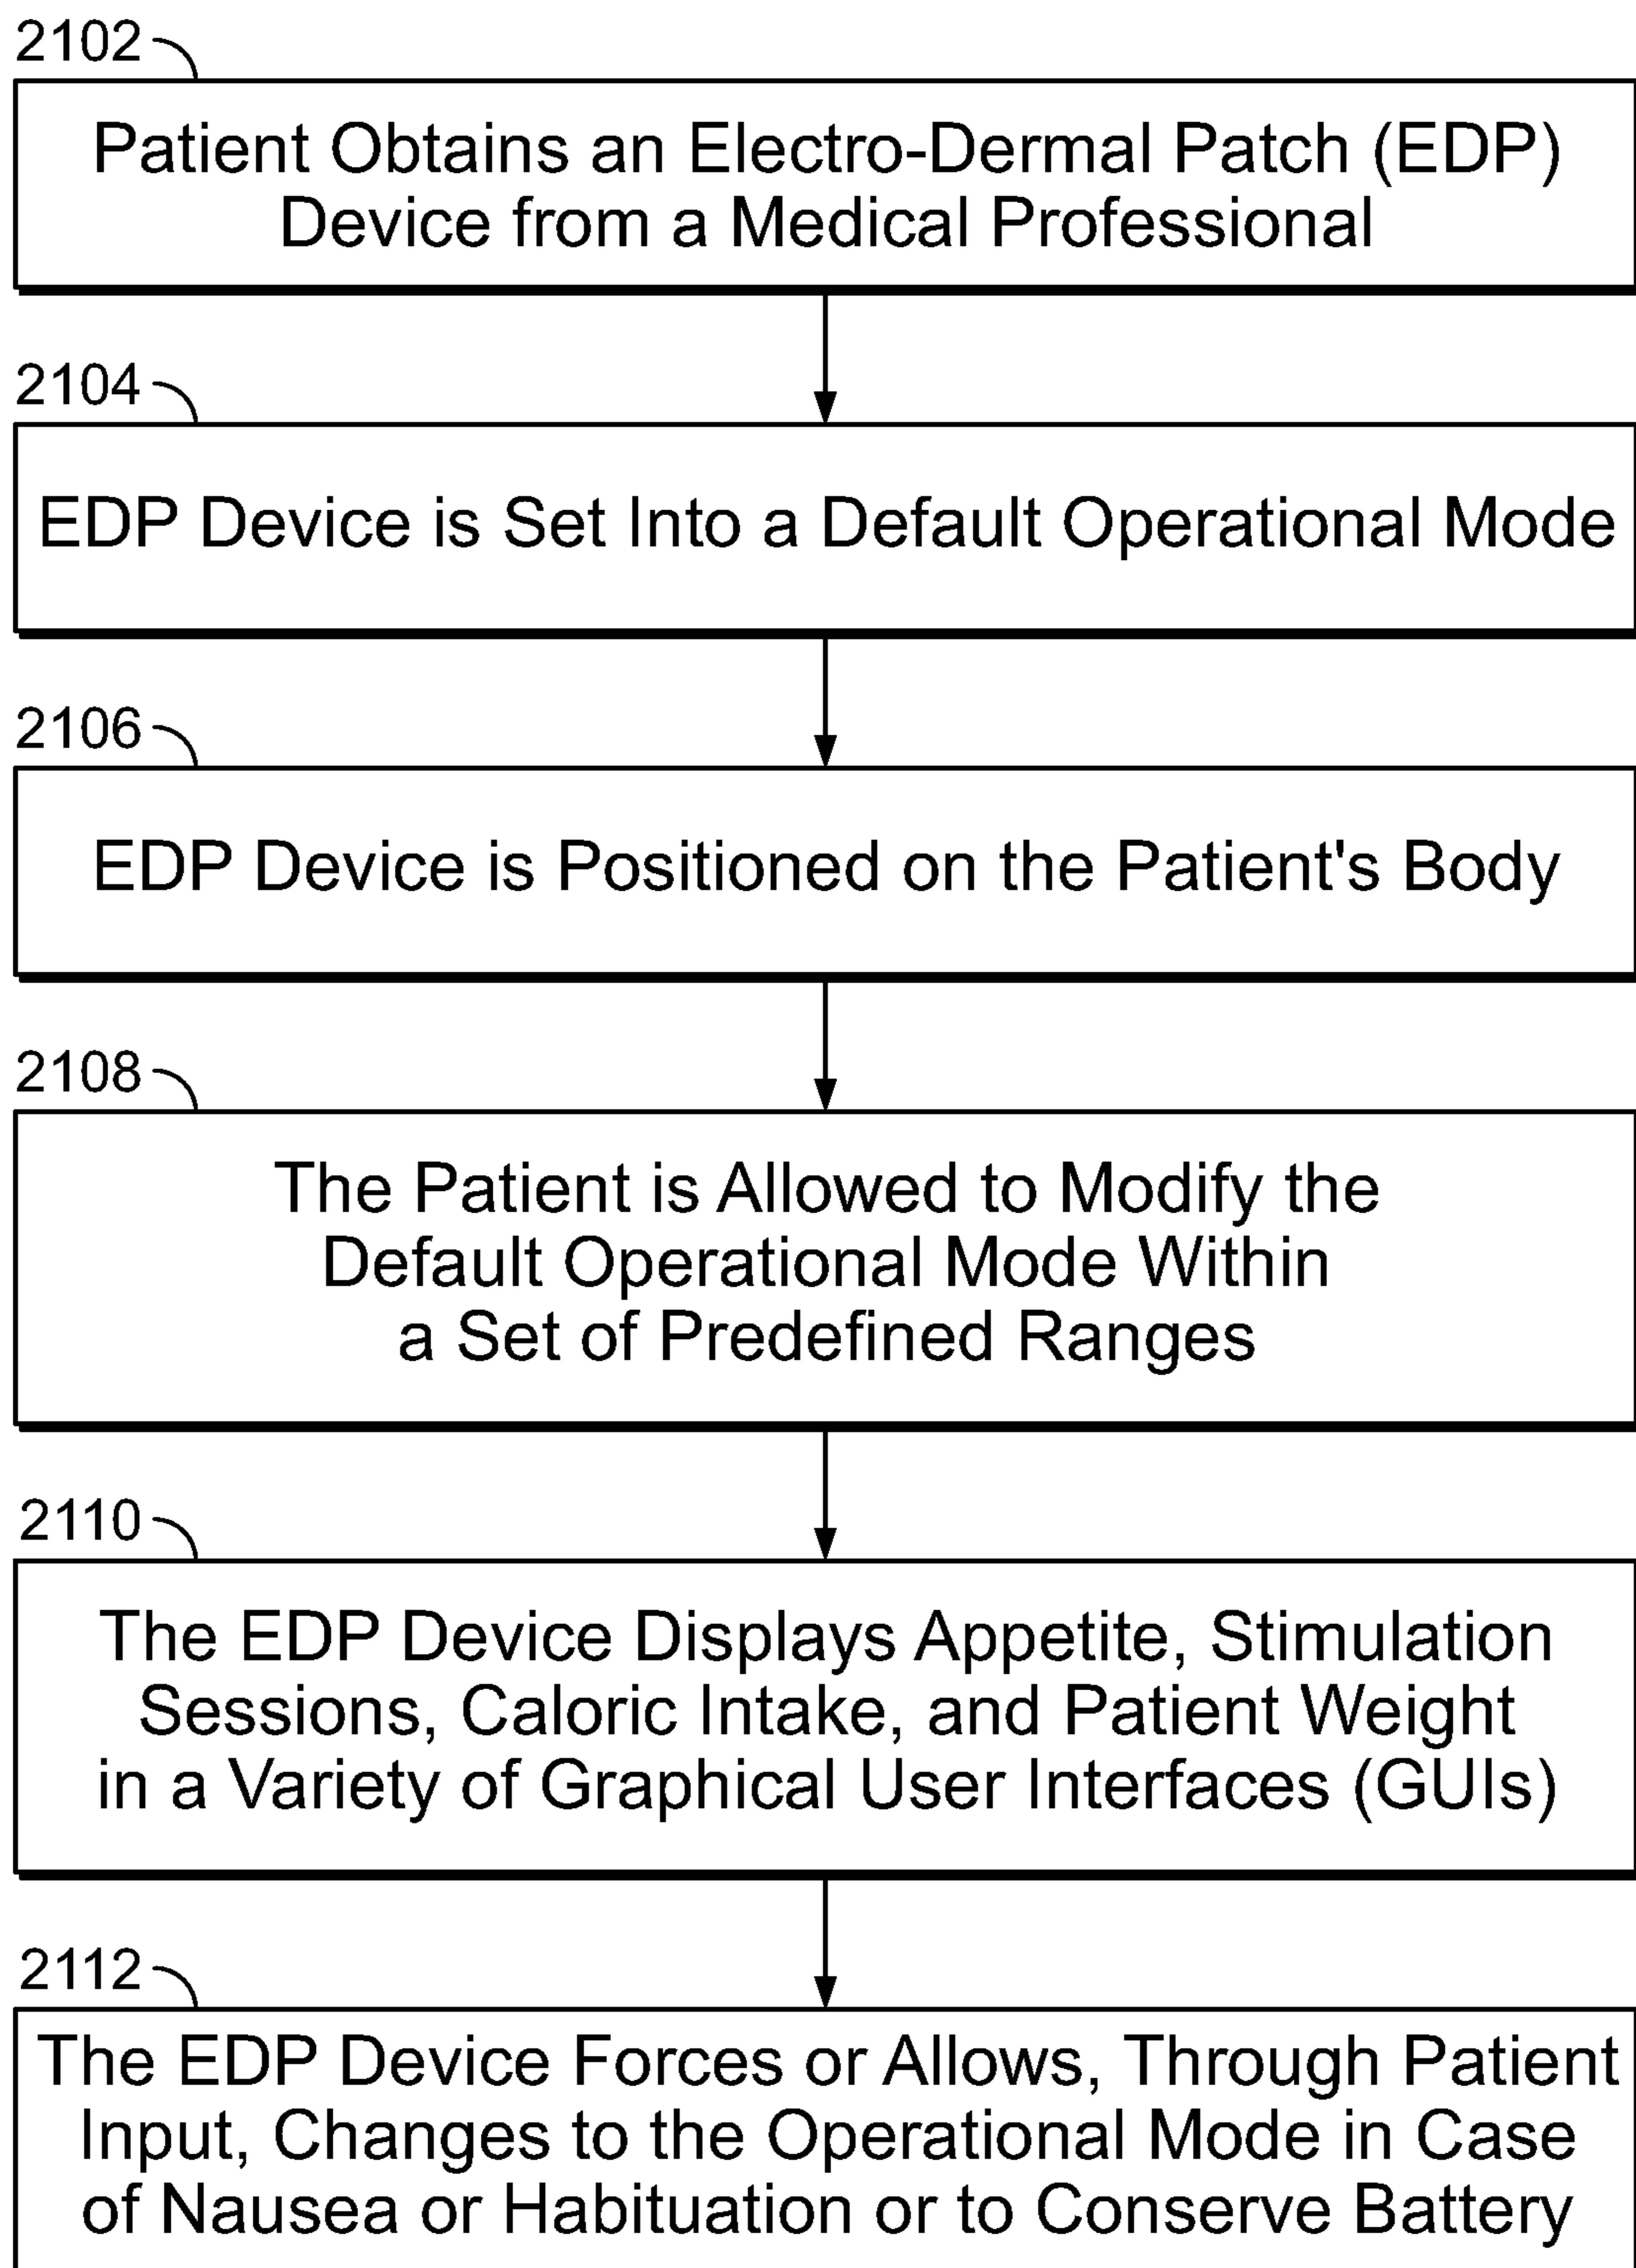 2102
Patient Obtains an Electro-Dermal Patch (EDP)
Device from a Medical Professional
2104
EDP Device is Set Into a Default Operational Mode
2106
EDP Device is Positioned on the Patient's Body
2108
The Patient is Allowed to Modify the
Default Operational Mode Within
a Set of Predefined Ranges
2110
The EDP Device Displays Appetite, Stimulation
Sessions, Caloric Intake, and Patient Weight
in a Variety of Graphical User Interfaces (GUIs)
2112
The EDP Device Forces or Allows, Through Patient
Input, Changes to the Operational Mode in Case
of Nausea or Habituation or to Conserve Battery